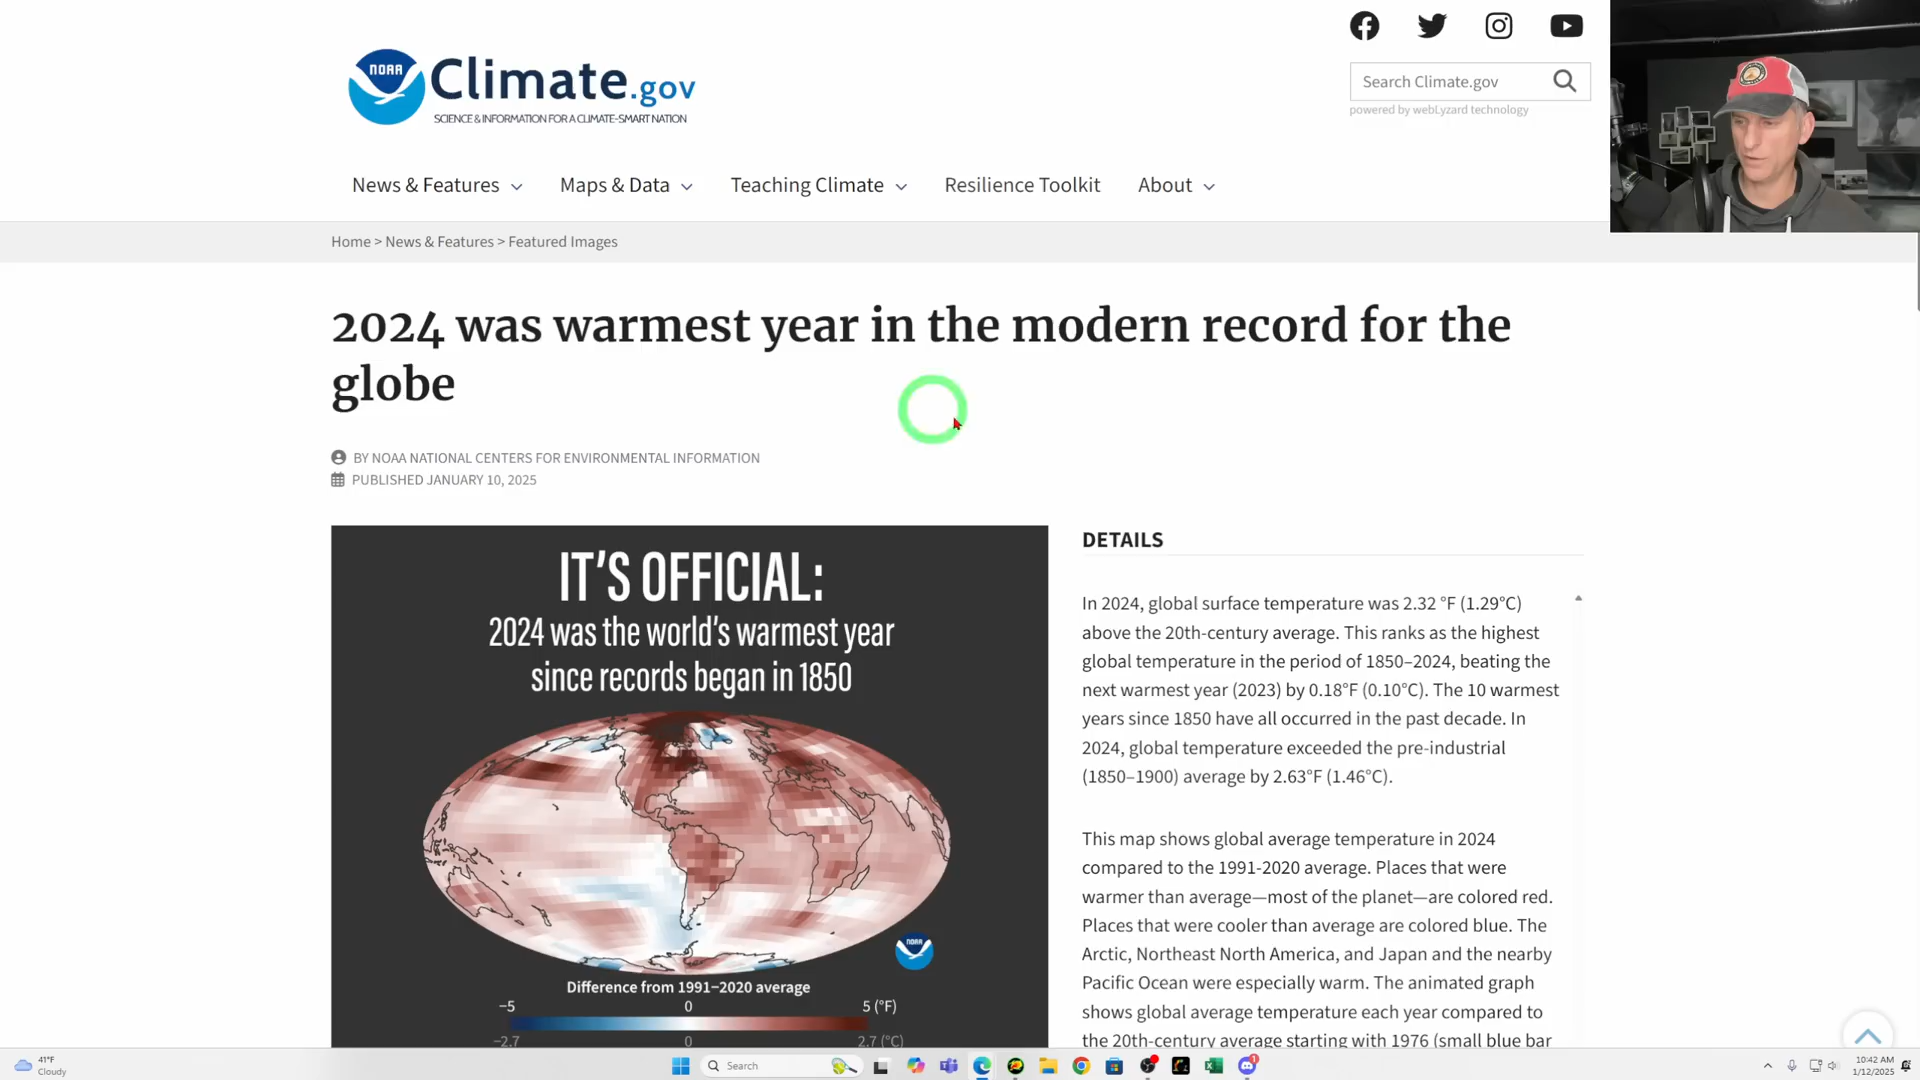 NOAA
Climate.gov
SCIENCE & INFORMATION FOR A CLIMATE-SMART NATION
Search Climate.gov
powered by webLyzard technology
News & Features
Maps & Data
Teaching Climate
Resilience Toolkit
About
Home > News & Features > Featured Images
2024 was warmest year in the modern record for the
globe
BY NOAA NATIONAL CENTERS FOR ENVIRONMENTAL INFORMATION
PUBLISHED JANUARY 10, 2025
IT'S OFFICIAL:
2024 was the world's warmest year
since records began in 1850
NOAA
Difference from 1991–2020 average
−5 0 5 (°F)
−2.7 0 2.7 (°C)
DETAILS
In 2024, global surface temperature was 2.32 °F (1.29°C)
above the 20th-century average. This ranks as the highest
global temperature in the period of 1850–2024, beating the
next warmest year (2023) by 0.18°F (0.10°C). The 10 warmest
years since 1850 have all occurred in the past decade. In
2024, global temperature exceeded the pre-industrial
(1850–1900) average by 2.63°F (1.46°C).
This map shows global average temperature in 2024
compared to the 1991-2020 average. Places that were
warmer than average—most of the planet—are colored red.
Places that were cooler than average are colored blue. The
Arctic, Northeast North America, and Japan and the nearby
Pacific Ocean were especially warm. The animated graph
shows global average temperature each year compared to
the 20th-century average starting with 1976 (small blue bar
41°F
Cloudy
Search
10:42 AM
1/12/2025